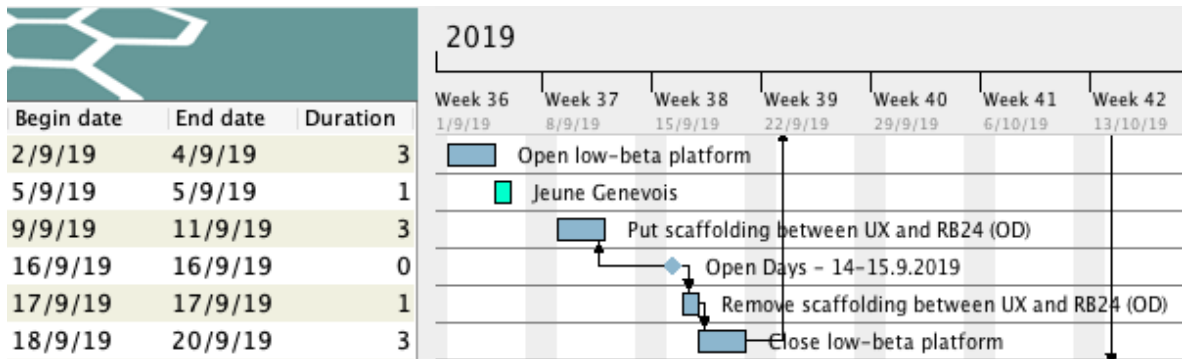 2019
Week 36 Week 37 Week 38 Week 39 Week 40 Week 41 Week 42
Begin date End date Duration 1/9/19 8/9/19 15/9/19 22/9/19 29/9/19 6/10/19 13/10/19
2/9/19 4/9/19 3 Open low-beta platform
5/9/19 5/9/19 1 Jeune Genevois
9/9/19 11/9/19 3 Put scaffolding between UX and RB24 (OD)
16/9/19 16/9/19 0 Open Days - 14-15.9.2019
17/9/19 17/9/19 1 Remove scaffolding between UX and RB24 (OD)
18/9/19 20/9/19 3 Close low-beta platform